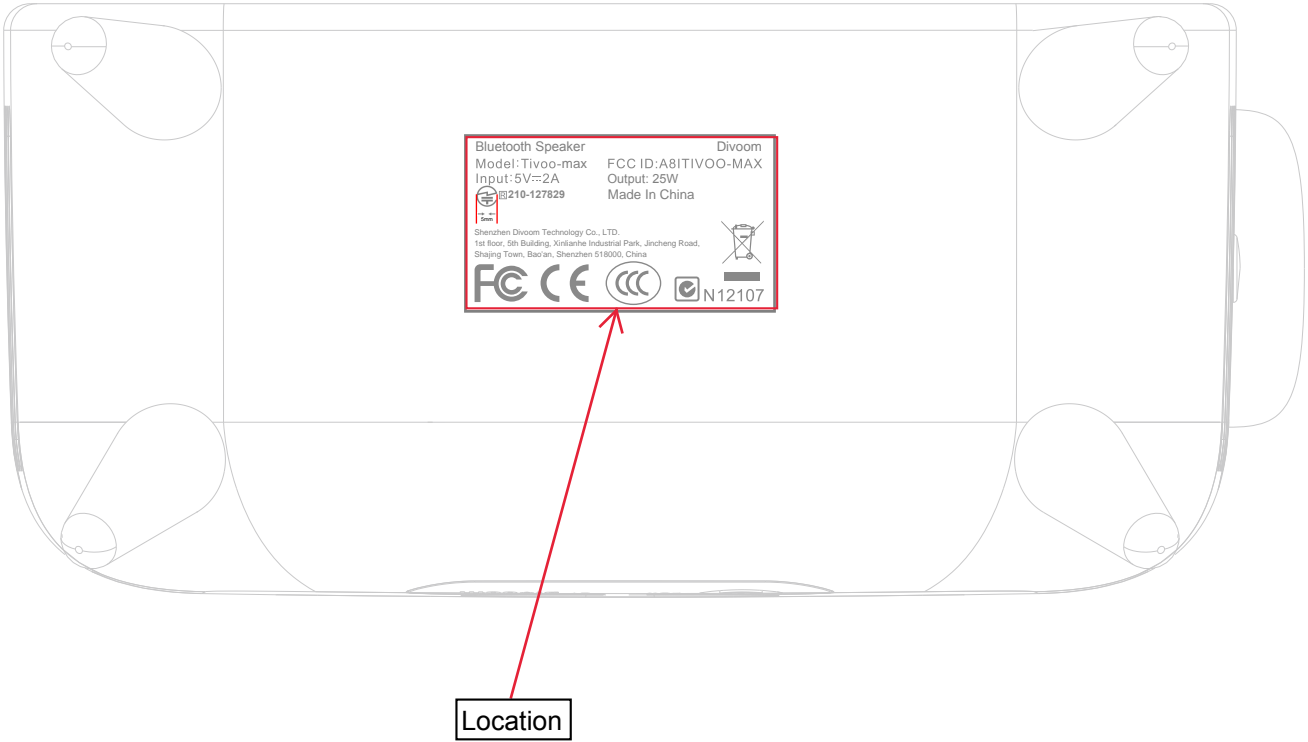 Bluetooth Speaker Divoom
Model:Tivoo-max FCC ID:A8ITIVOO-MAX
Input:5V⎓2A Output: 25W
R 210-127829 Made In China
5mm
Shenzhen Divoom Technology Co., LTD.
1st floor, 5th Building, Xinlianhe Industrial Park, Jincheng Road,
Shajing Town, Bao'an, Shenzhen 518000, China
FC CE CCC N12107
Location